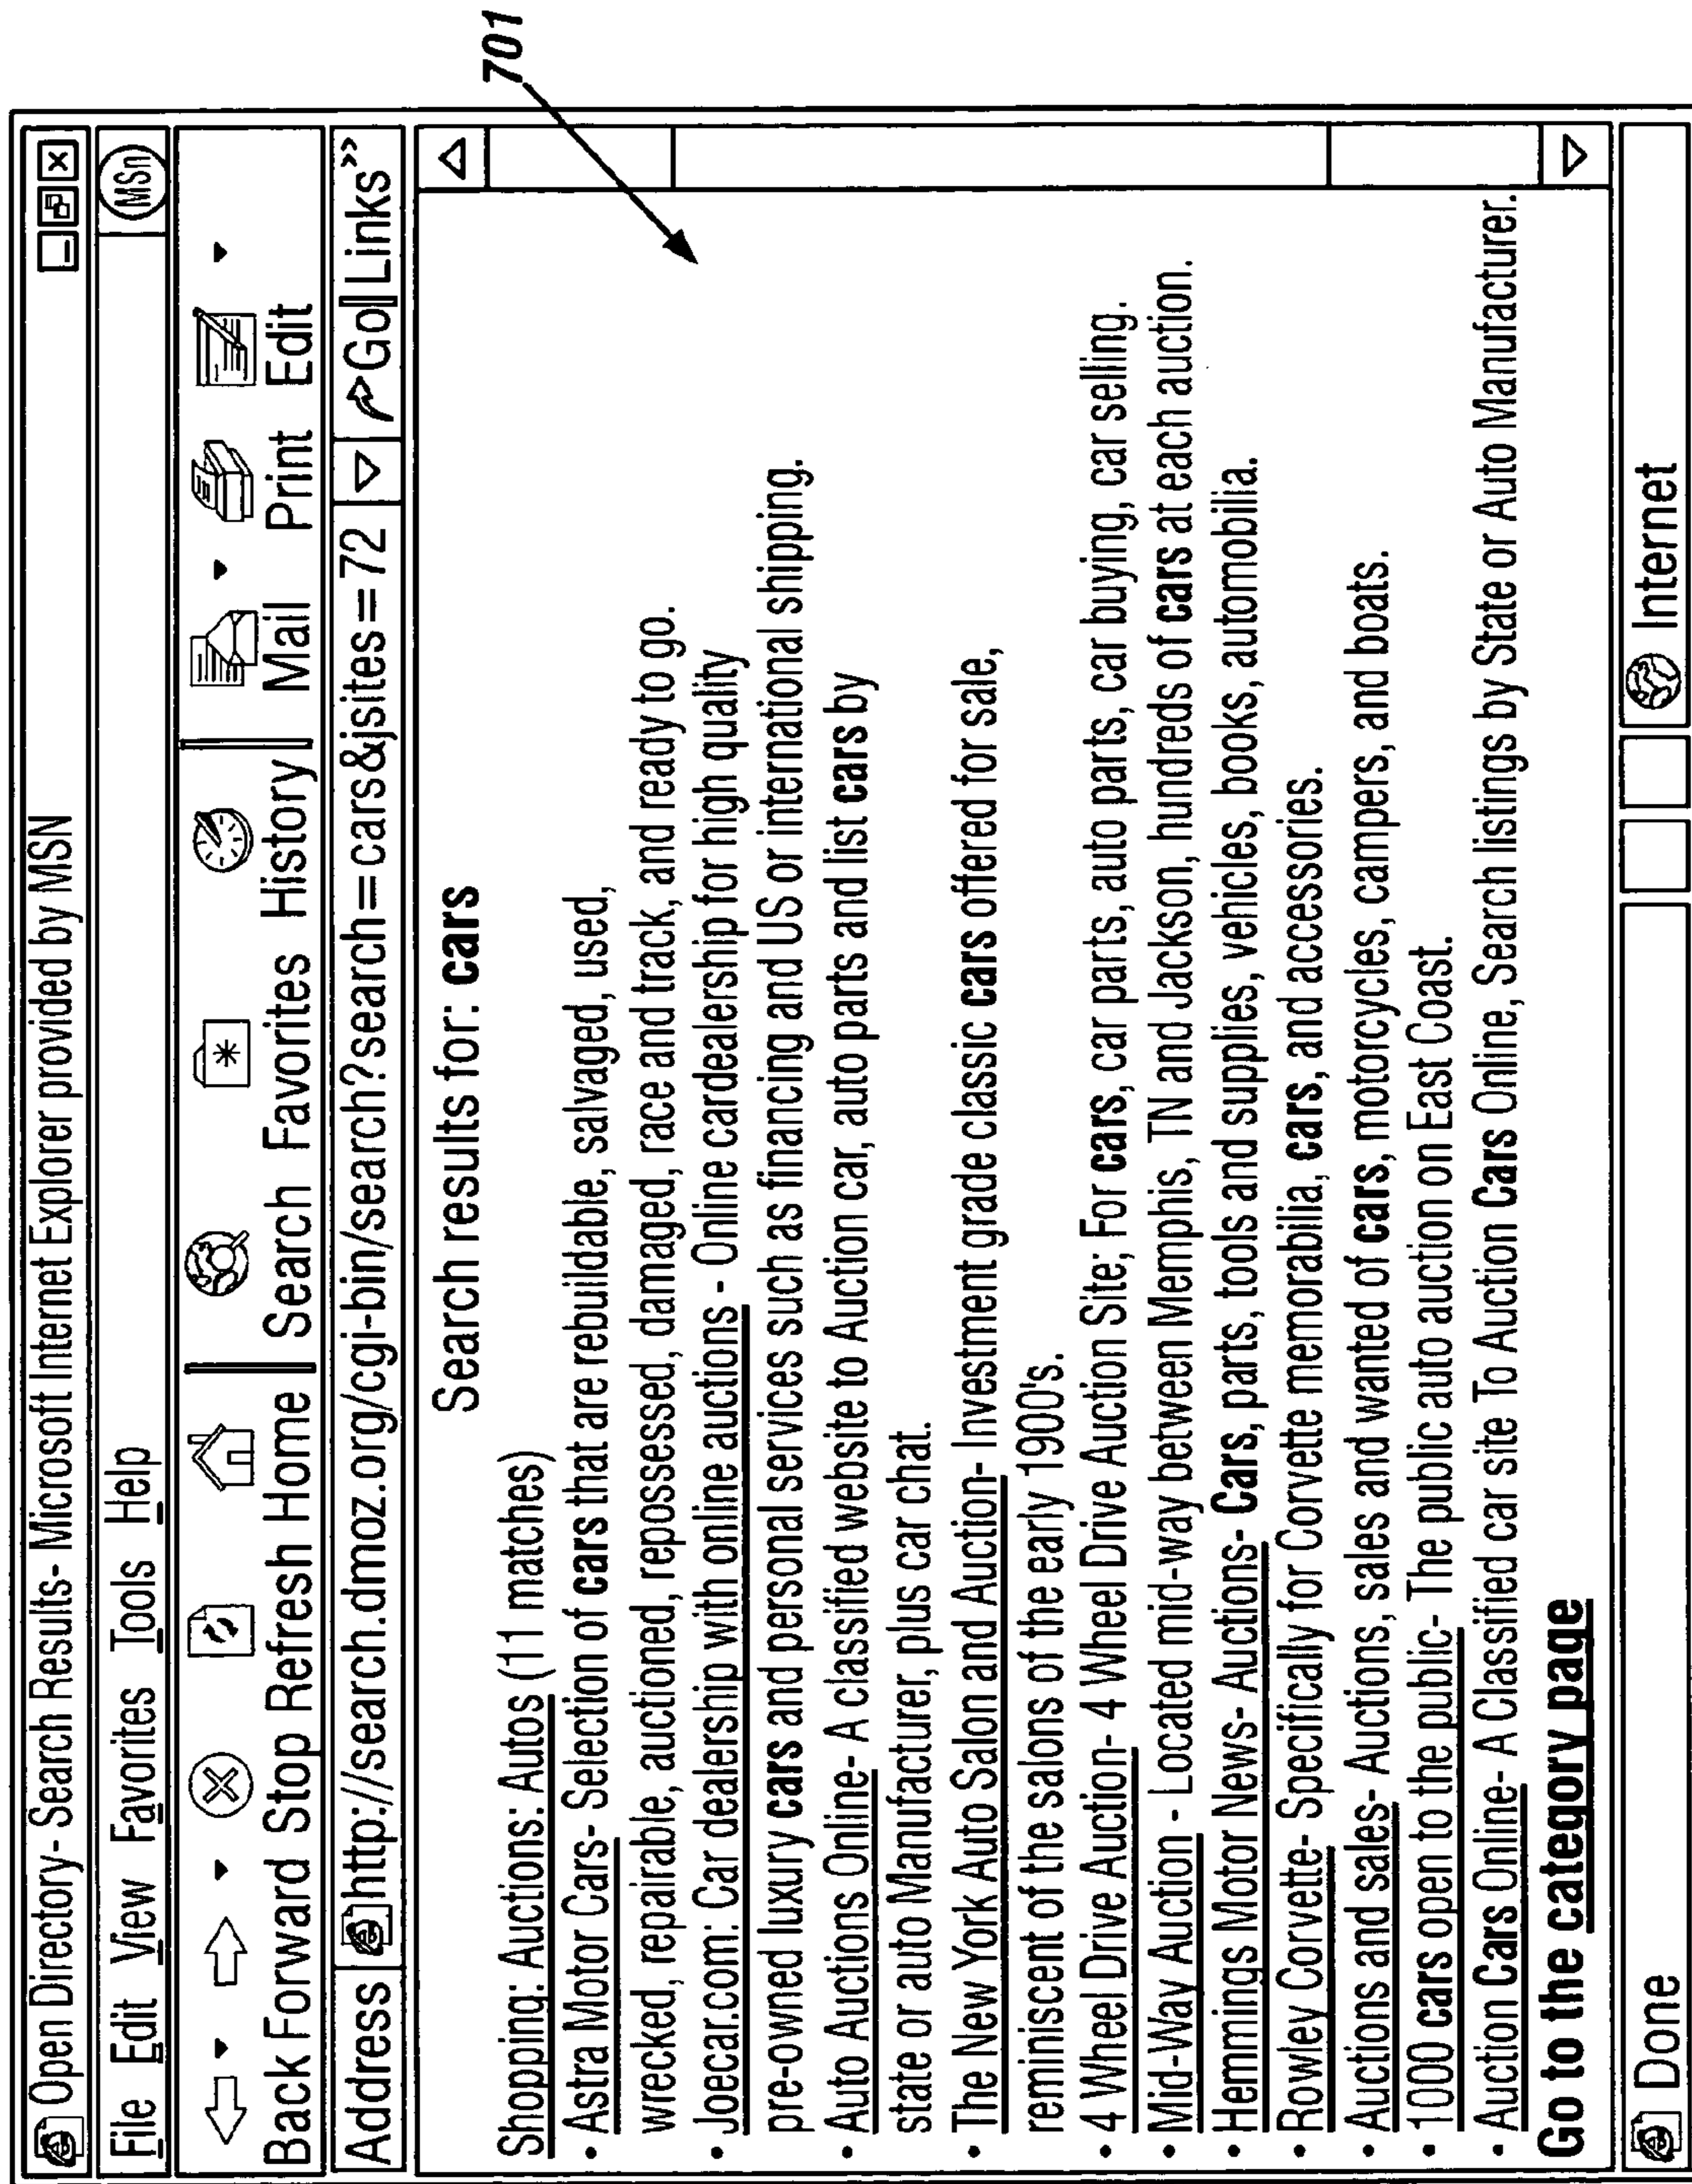 Open Directory- Search Results- Microsoft Internet Explorer provided by MSN
File Edit View Favorites Tools Help
MSn
Back Forward Stop Refresh Home Search Favorites History Mail Print Edit
Address http://search.dmoz.org/cgi-bin/search?search=cars&jsites=72 Go Links >>
701
Search results for: cars
Shopping: Auctions: Autos (11 matches)
• Astra Motor Cars- Selection of cars that are rebuildable, salvaged, used,
wrecked, repairable, auctioned, repossessed, damaged, race and track, and ready to go.
• Joecar.com: Car dealership with online auctions - Online cardealership for high quality
pre-owned luxury cars and personal services such as financing and US or international shipping.
• Auto Auctions Online- A classified website to Auction car, auto parts and list cars by
state or auto Manufacturer, plus car chat.
• The New York Auto Salon and Auction- Investment grade classic cars offered for sale,
reminiscent of the salons of the early 1900's.
• 4 Wheel Drive Auction- 4 Wheel Drive Auction Site; For cars, car parts, auto parts, car buying, car selling.
• Mid-Way Auction - Located mid-way between Memphis, TN and Jackson, hundreds of cars at each auction.
• Hemmings Motor News- Auctions- Cars, parts, tools and supplies, vehicles, books, automobilia.
• Rowley Corvette- Specifically for Corvette memorabilia, cars, and accessories.
• Auctions and sales- Auctions, sales and wanted of cars, motorcycles, campers, and boats.
• 1000 cars open to the public- The public auto auction on East Coast.
• Auction Cars Online- A Classified car site To Auction Cars Online, Search listings by State or Auto Manufacturer.
Go to the category page
Done Internet